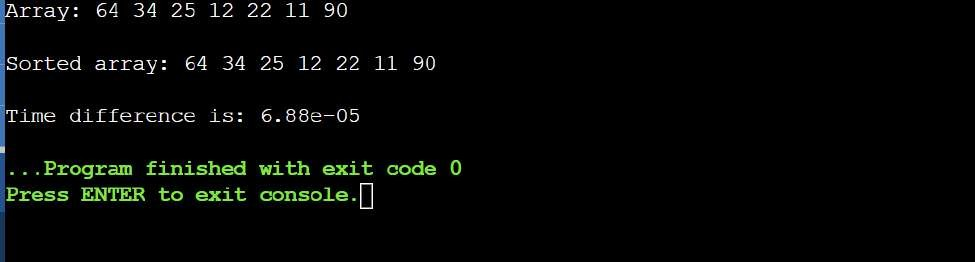 Array: 64 34 25 12 22 11 90
Sorted array: 64 34 25 12 22 11 90
Time difference is: 6.88e-05
...Program finished with exit code 0
Press ENTER to exit console.